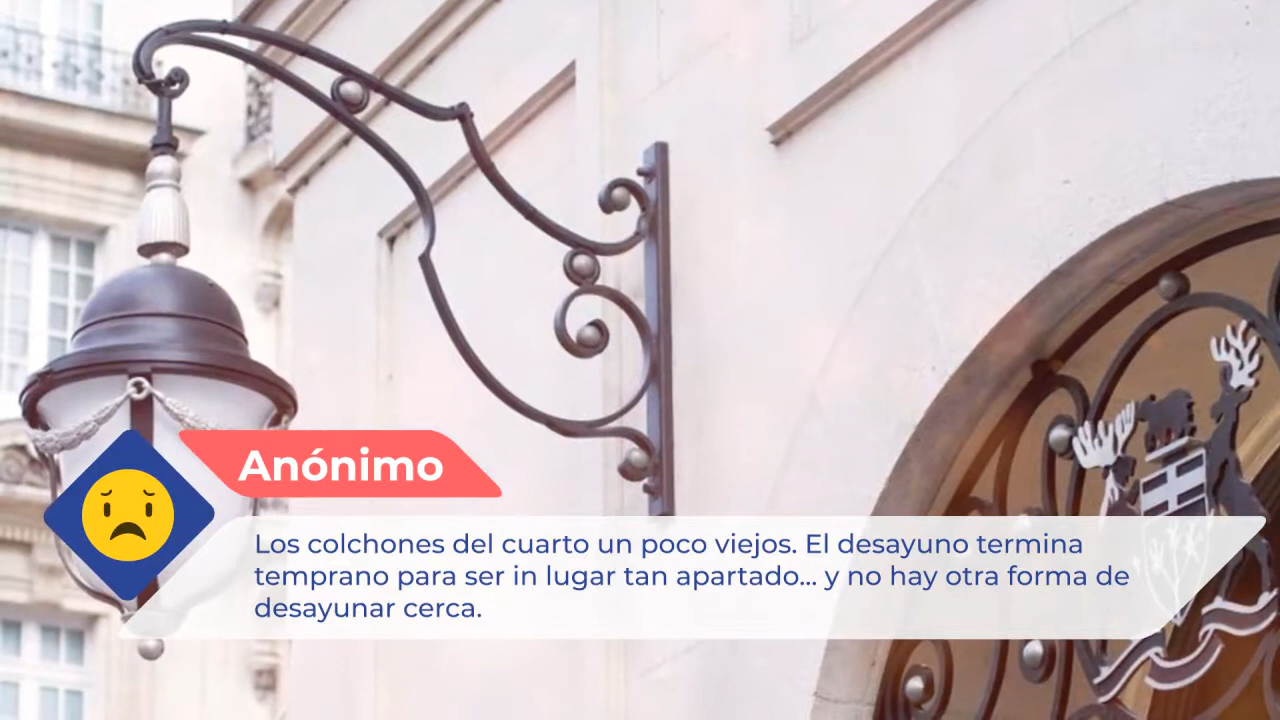 Anónimo
Los colchones del cuarto un poco viejos. El desayuno termina
temprano para ser in lugar tan apartado... y no hay otra forma de
desayunar cerca.